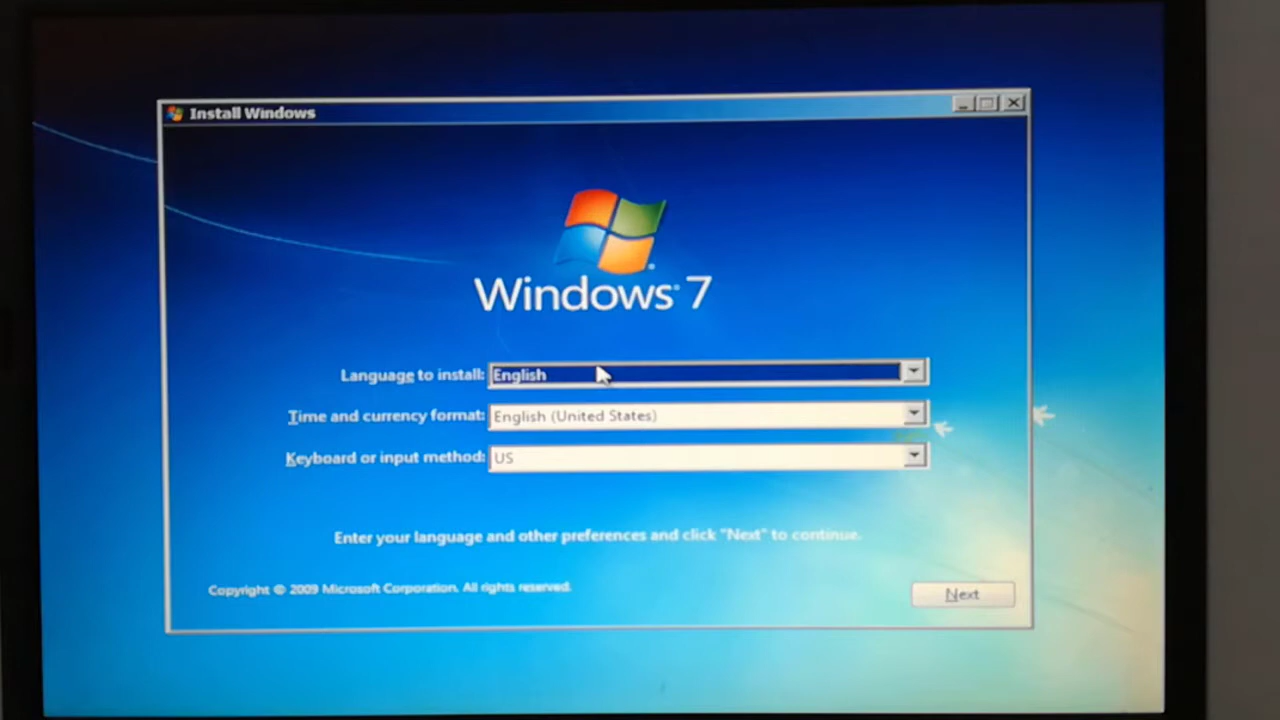 Install Windows
Windows® 7
Language to install: English
Time and currency format: English (United States)
Keyboard or input method: US
Enter your language and other preferences and click "Next" to continue.
Copyright © 2009 Microsoft Corporation. All rights reserved.
Next